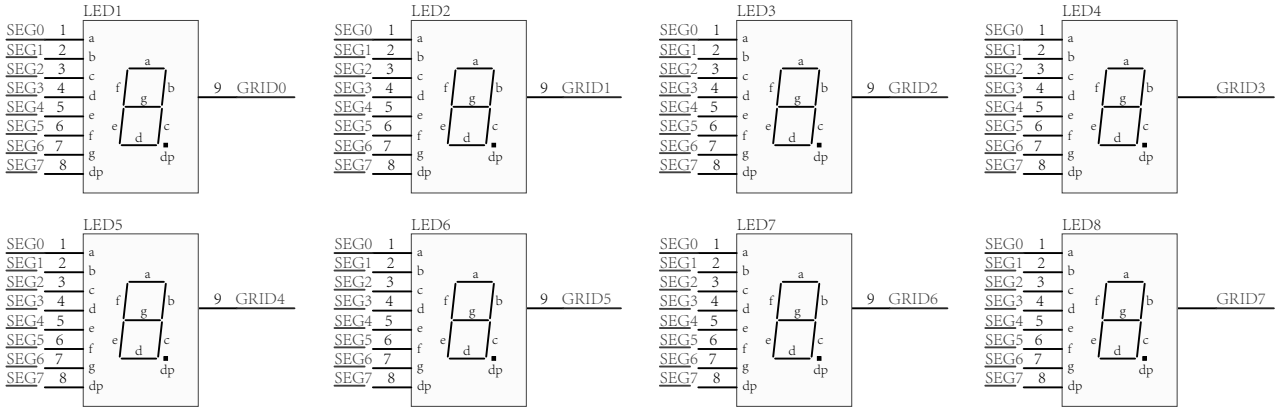 LED1 LED2 LED3 LED4
SEG0 1 a SEG0 1 a SEG0 1 a SEG0 1 a
SEG1 2 b SEG1 2 b SEG1 2 b SEG1 2 b
a a a a
SEG2 3 c SEG2 3 c SEG2 3 c SEG2 3 c
f b 9 GRID0 f b 9 GRID1 f b 9 GRID2 f b GRID3
SEG3 4 d SEG3 4 d SEG3 4 d SEG3 4 d
g g g g
SEG4 5 e SEG4 5 e SEG4 5 e SEG4 5 e
e c e c e c e c
SEG5 6 f SEG5 6 f SEG5 6 f SEG5 6 f
d d d d
SEG6 7 g SEG6 7 g SEG6 7 g SEG6 7 g
dp dp dp dp
SEG7 8 dp SEG7 8 dp SEG7 8 dp SEG7 8 dp
LED5 LED6 LED7 LED8
SEG0 1 a SEG0 1 a SEG0 1 a SEG0 1 a
SEG1 2 b SEG1 2 b SEG1 2 b SEG1 2 b
a a a a
SEG2 3 c SEG2 3 c SEG2 3 c SEG2 3 c
f b 9 GRID4 f b 9 GRID5 f b 9 GRID6 f b GRID7
SEG3 4 d SEG3 4 d SEG3 4 d SEG3 4 d
g g g g
SEG4 5 e SEG4 5 e SEG4 5 e SEG4 5 e
e c e c e c e c
SEG5 6 f SEG5 6 f SEG5 6 f SEG5 6 f
d d d d
SEG6 7 g SEG6 7 g SEG6 7 g SEG6 7 g
dp dp dp dp
SEG7 8 dp SEG7 8 dp SEG7 8 dp SEG7 8 dp